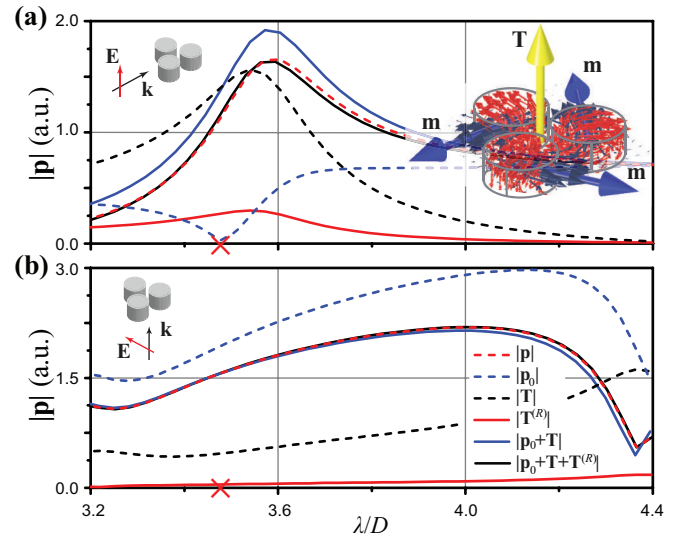 (a)
2.0
E
k
T
m
m
m
1.0
|p| (a.u.)
0.0
(b)
3.0
k
E
1.5
|p| (a.u.)
|p|
|p₀|
|T|
|T⁽ᴿ⁾|
|p₀+T|
|p₀+T+T⁽ᴿ⁾|
0.0
3.2 3.6 4.0 4.4
λ/D